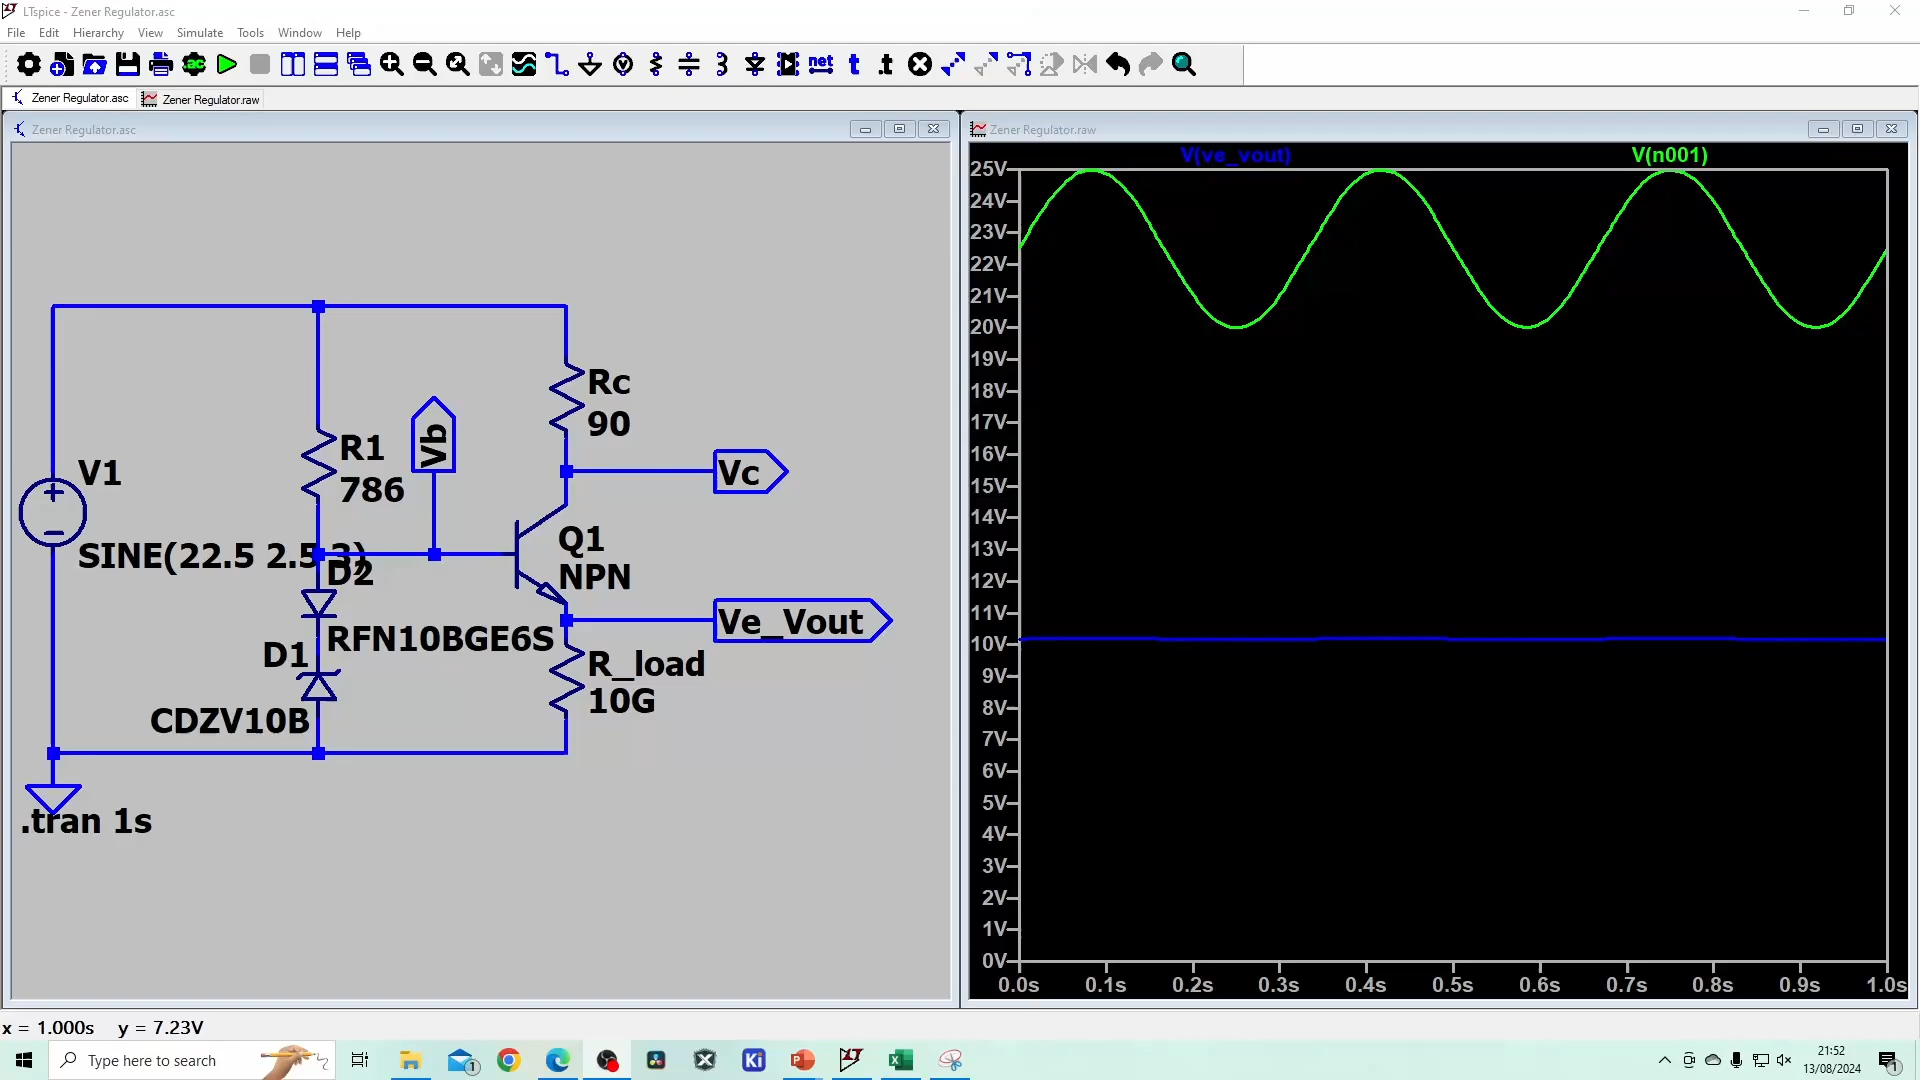 LTspice - Zener Regulator.asc
File Edit Hierarchy View Simulate Tools Window Help
.ac net t .t
Zener Regulator.asc Zener Regulator.raw
Zener Regulator.asc
Zener Regulator.raw
V(ve_vout) V(n001)
25V
24V
23V
22V
21V
20V
19V
18V
17V
16V
15V
14V
13V
12V
11V
10V
9V
8V
7V
6V
5V
4V
3V
2V
1V
0V
0.0s 0.1s 0.2s 0.3s 0.4s 0.5s 0.6s 0.7s 0.8s 0.9s 1.0s
Rc
90
Vb
R1
786
Vc
V1
SINE(22.5 2.5 3)
Q1
NPN
D2
RFN10BGE6S
Ve_Vout
D1
CDZV10B
R_load
10G
.tran 1s
x = 1.000s y = 7.23V
Type here to search
1
Ki
21:52
13/08/2024
1